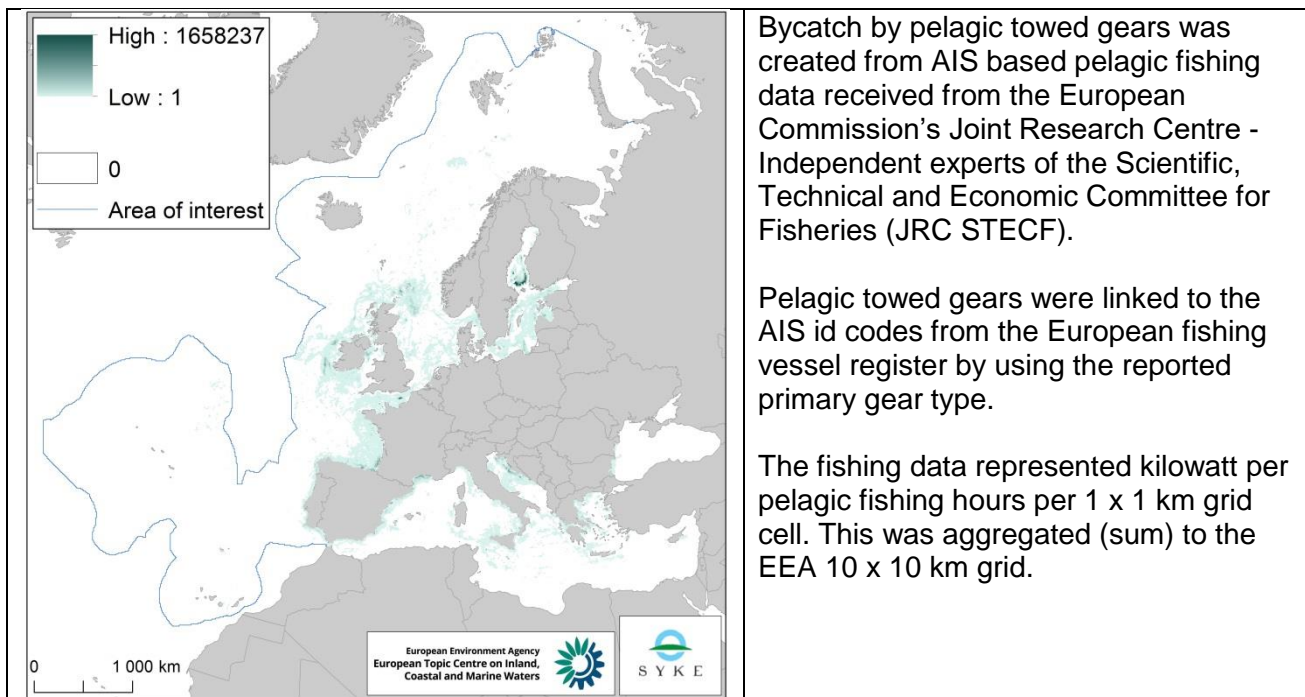 High : 1658237
Low : 1
0
Area of interest
0
1 000 km
European Environment Agency
European Topic Centre on Inland,
Coastal and Marine Waters
S Y K E
Bycatch by pelagic towed gears was
created from AIS based pelagic fishing
data received from the European
Commission’s Joint Research Centre -
Independent experts of the Scientific,
Technical and Economic Committee for
Fisheries (JRC STECF).
Pelagic towed gears were linked to the
AIS id codes from the European fishing
vessel register by using the reported
primary gear type.
The fishing data represented kilowatt per
pelagic fishing hours per 1 x 1 km grid
cell. This was aggregated (sum) to the
EEA 10 x 10 km grid.